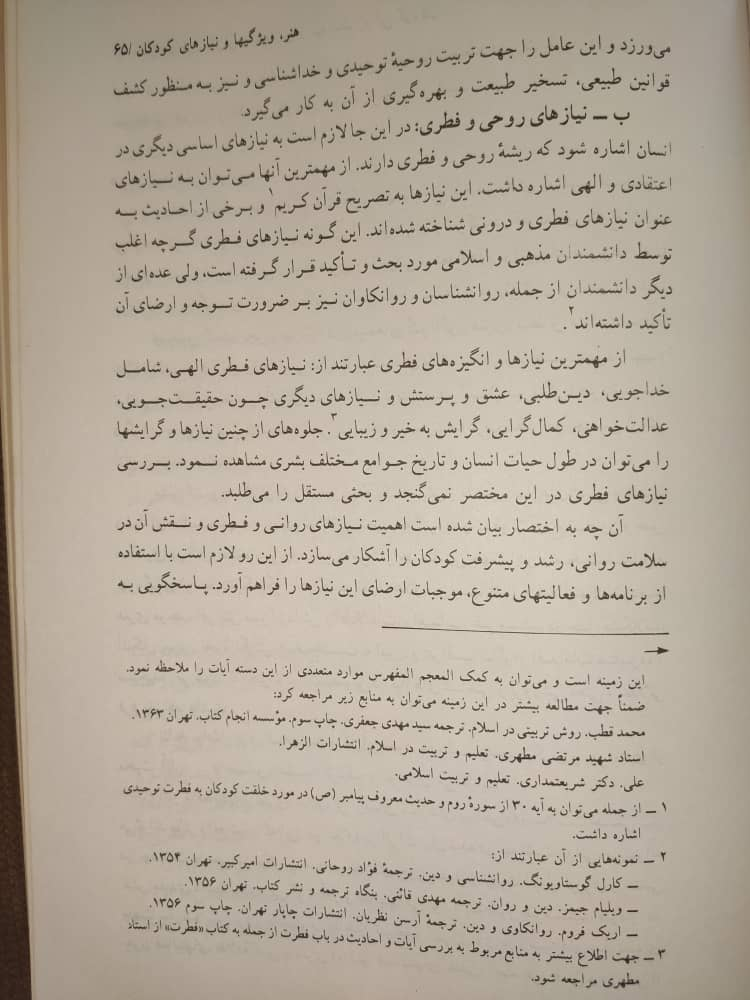 هنر، ویژگیها و نیازهای کودکان /۶۵
می‌ورزد و این عامل را جهت تربیت روحیهٔ توحیدی و خداشناسی و نیز به منظور کشف
قوانین طبیعی، تسخیر طبیعت و بهره‌گیری از آن به کار می‌گیرد.
ب ــ نیازهای روحی و فطری: در این جا لازم است به نیازهای اساسی دیگری در
انسان اشاره شود که ریشهٔ روحی و فطری دارند. از مهمترین آنها می‌توان به نیازهای
اعتقادی و الهی اشاره داشت. این نیازها به تصریح قرآن کریم۱ و برخی از احادیث به
عنوان نیازهای فطری و درونی شناخته شده‌اند. این گونه نیازهای فطری گرچه اغلب
توسط دانشمندان مذهبی و اسلامی مورد بحث و تأکید قرار گرفته است، ولی عده‌ای از
دیگر دانشمندان از جمله، روانشناسان و روانکاوان نیز بر ضرورت توجه و ارضای آن
تأکید داشته‌اند۲.
از مهمترین نیازها و انگیزه‌های فطری عبارتند از: نیازهای فطری الهی، شامل
خداجویی، دین‌طلبی، عشق و پرستش و نیازهای دیگری چون حقیقت‌جویی،
عدالت‌خواهنی، کمال‌گرایی، گرایش به خیر و زیبایی۳. جلوه‌های از چنین نیازها و گرایشها
را می‌توان در طول حیات انسان و تاریخ جوامع مختلف بشری مشاهده نمود. بررسی
نیازهای فطری در این مختصر نمی‌گنجد و بحثی مستقل را می‌طلبد.
آن چه به اختصار بیان شده است اهمیت نیازهای روانی و فطری و نقش آن در
سلامت روانی، رشد و پیشرفت کودکان را آشکار می‌سازد. از این رو لازم است با استفاده
از برنامه‌ها و فعالیتهای متنوع، موجبات ارضای این نیازها را فراهم آورد. پاسخگویی به
این زمینه است و می‌توان به کمک المعجم المفهرس موارد متعددی از این دسته آیات را ملاحظه نمود.
ضمناً جهت مطالعه بیشتر در این زمینه می‌توان به منابع زیر مراجعه کرد:
محمد قطب. روش تربیتی در اسلام. ترجمه سید مهدی جعفری. چاپ سوم. مؤسسه انجام کتاب. تهران ۱۳۶۳.
استاد شهید مرتضی مطهری. تعلیم و تربیت در اسلام. انتشارات الزهرا.
علی. دکتر شریعتمداری. تعلیم و تربیت اسلامی.
۱ ــ از جمله می‌توان به آیه ۳۰ از سورهٔ روم و حدیث معروف پیامبر (ص) در مورد خلقت کودکان به فطرت توحیدی
اشاره داشت.
۲ ــ نمونه‌هایی از آن عبارتند از:
ــ کارل گوستاویونگ. روانشناسی و دین. ترجمهٔ فؤاد روحانی. انتشارات امیرکبیر. تهران ۱۳۵۴.
ــ ویلیام جیمز. دین و روان. ترجمه مهدی قائنی. بنگاه ترجمه و نشر کتاب. تهران ۱۳۵۶.
ــ اریک فروم. روانکاوی و دین. ترجمهٔ آرسن نظریان. انتشارات چاپار تهران. چاپ سوم ۱۳۵۶.
۳ ــ جهت اطلاع بیشتر به منابع مربوط به بررسی آیات و احادیث در باب فطرت از جمله به کتاب «فطرت» از استاد
مطهری مراجعه شود.